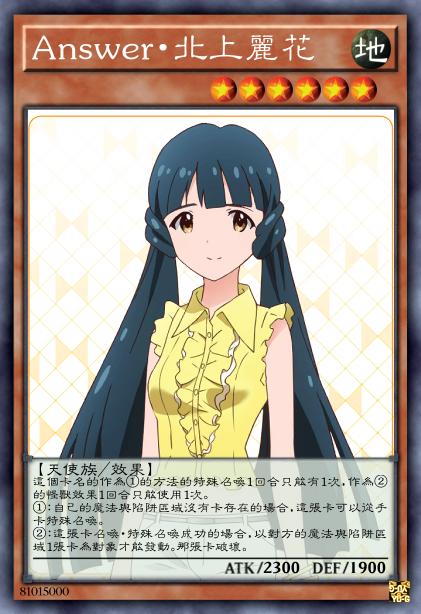 Answer·北上麗花
地
【天使族/效果】
這個卡名的作為①的方法的特殊召喚1回合只能有1次,作為②
的怪獸效果1回合只能使用1次。
①:自己的魔法與陷阱區域沒有卡存在的場合,這張卡可以從手
卡特殊召喚。
②:這張卡召喚·特殊召喚成功的場合,以對方的魔法與陷阱區
域1張卡為對象才能發動。那張卡破壞。
ATK/2300 DEF/1900
81015000